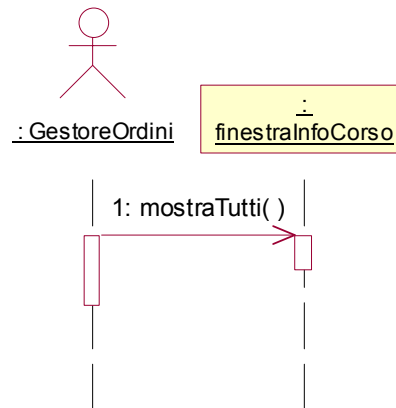 : GestoreOrdini
:
finestraInfoCorso
1: mostraTutti( )